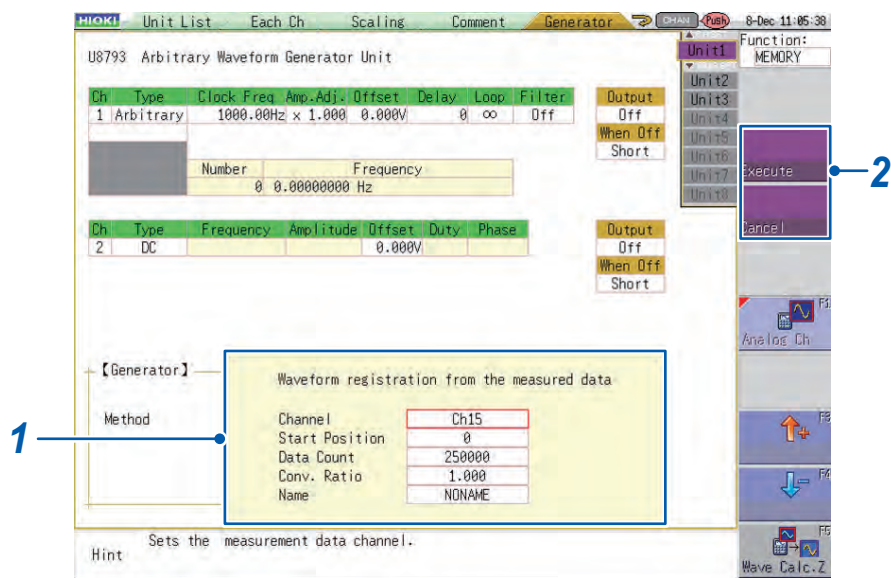 HIOKI Unit List Each Ch Scaling Comment Generator CHAN Push 8-Dec 11:05:38
Function:
MEMORY
U8793 Arbitrary Waveform Generator Unit
Unit1
Unit2
Unit3
Unit4
Unit5
Unit6
Unit7
Unit8
Ch Type Clock Freq Amp.Adj. Offset Delay Loop Filter
1 Arbitrary 1000.00Hz x 1.000 0.000V 0 ∞ Off
Output
Off
When Off
Short
Number Frequency
0 0.00000000 Hz
Execute
Cancel
2
Ch Type Frequency Amplitude Offset Duty Phase
2 DC 0.000V
Output
Off
When Off
Short
F1
Analog Ch
【Generator】
Method
1
Waveform registration from the measured data
Channel Ch15
Start Position 0
Data Count 250000
Conv. Ratio 1.000
Name NONAME
F3
F4
F5
Wave Calc.Z
Hint Sets the measurement data channel.